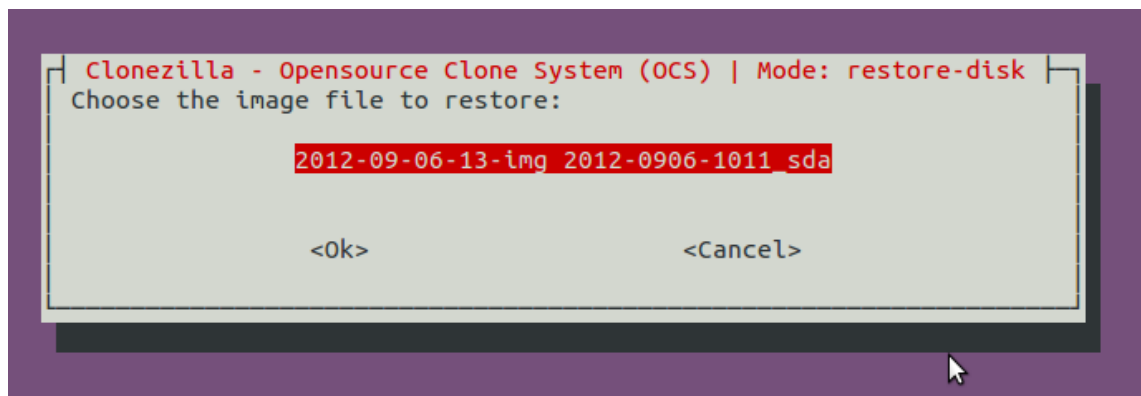 Clonezilla - Opensource Clone System (OCS) | Mode: restore-disk
Choose the image file to restore:
2012-09-06-13-img 2012-0906-1011_sda
<Ok> <Cancel>